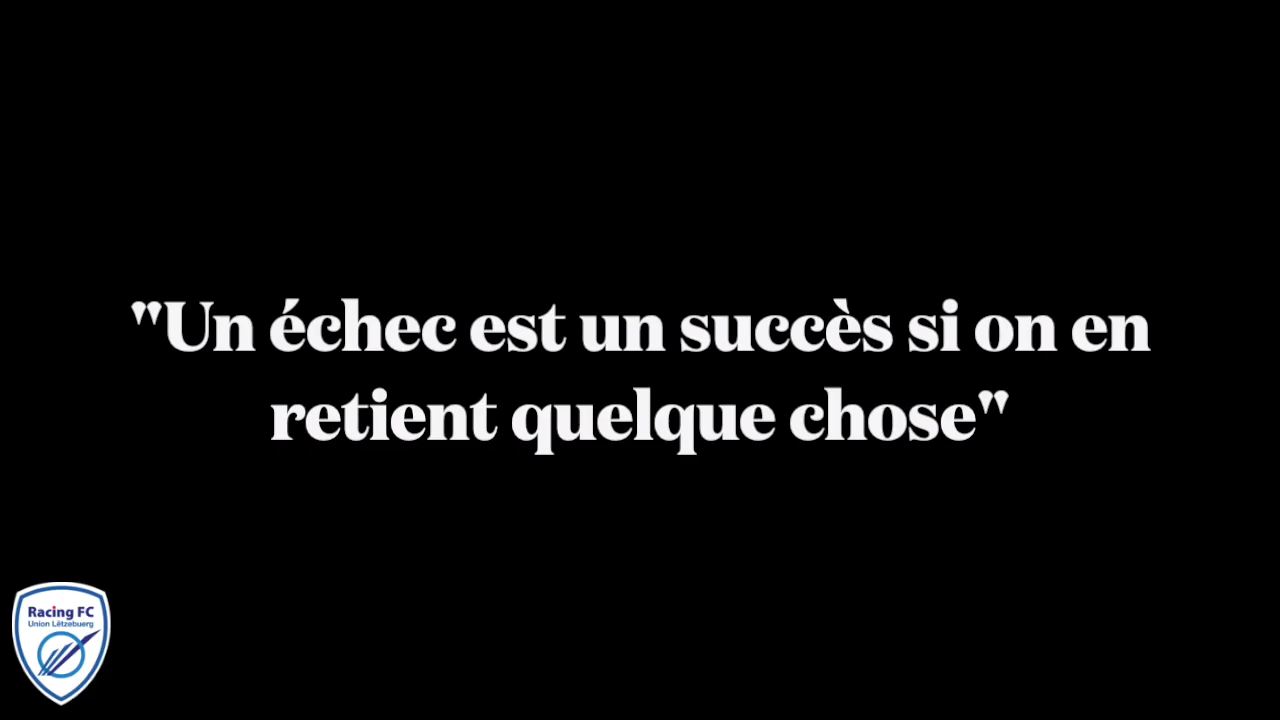 "Un échec est un succès si on en
retient quelque chose"
Racing FC
Union Lëtzebuerg